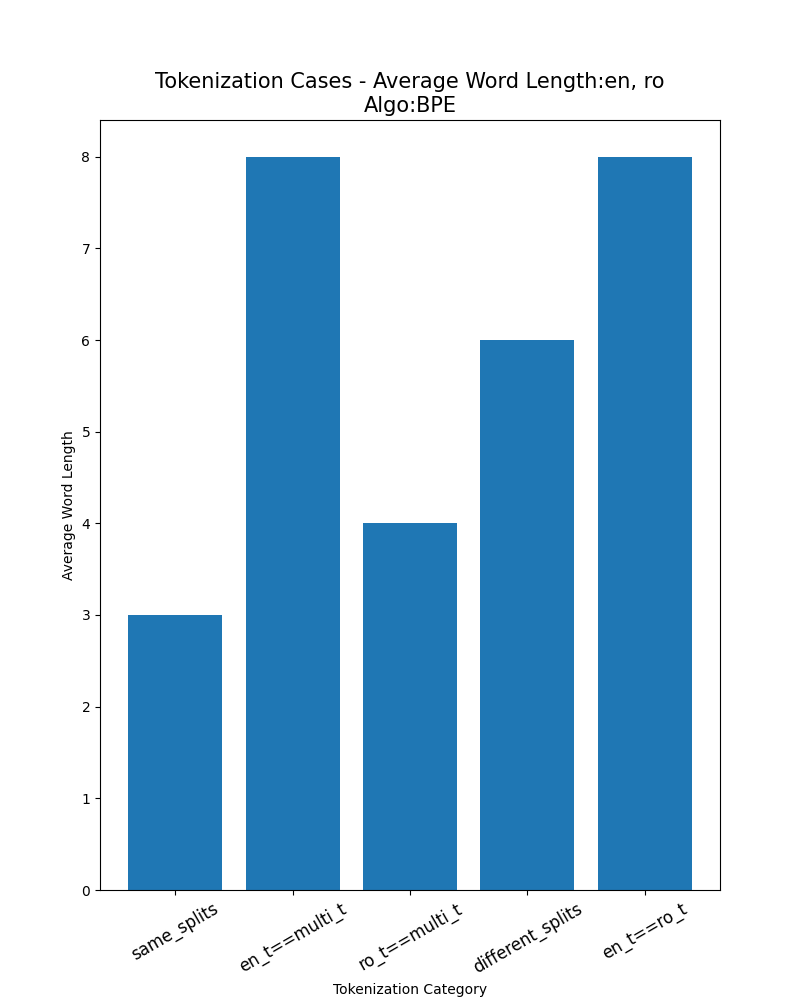 Tokenization Cases - Average Word Length:en, ro
Algo:BPE
Average Word Length
8
7
6
5
4
3
2
1
0
same_splits
en_t==multi_t
ro_t==multi_t
different_splits
en_t==ro_t
Tokenization Category